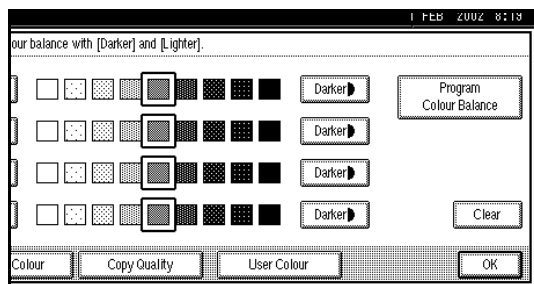 1 FEB 2002 8:19
our balance with [Darker] and [Lighter].
Darker
Program
Colour Balance
Darker
Darker
Darker
Clear
Colour
Copy Quality
User Colour
OK